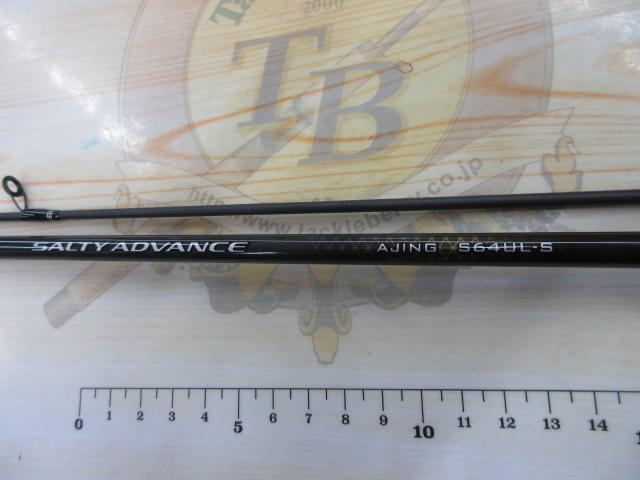 2000
TB
http://www.tackleberry.co.jp
SALTY ADVANCE AJING S64UL-S
0 1 2 3 4 5 6 7 8 9 10 11 12 13 14